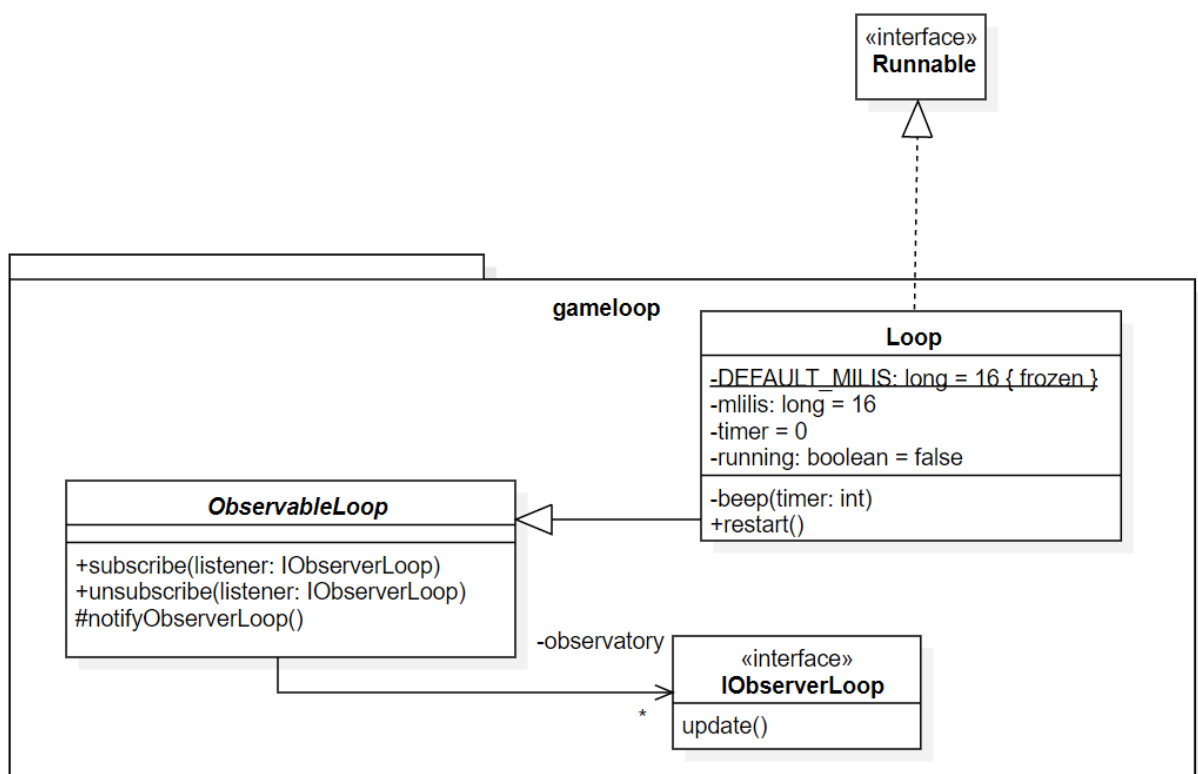 «interface»
Runnable
gameloop
Loop
-DEFAULT_MILIS: long = 16 { frozen }
-mlilis: long = 16
-timer = 0
-running: boolean = false
-beep(timer: int)
+restart()
ObservableLoop
+subscribe(listener: IObserverLoop)
+unsubscribe(listener: IObserverLoop)
#notifyObserverLoop()
-observatory
*
«interface»
IObserverLoop
update()